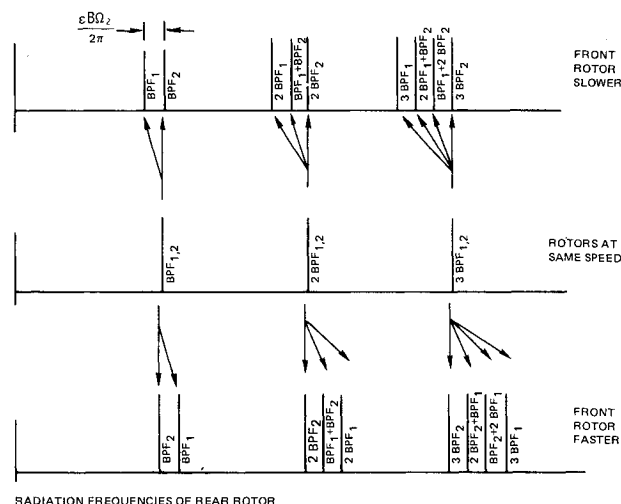 εBΩ₂
2π
BPF₁
BPF₂
2 BPF₁
BPF₁+BPF₂
2 BPF₂
3 BPF₁
2 BPF₁+BPF₂
BPF₁+2 BPF₂
3 BPF₂
FRONT
ROTOR
SLOWER
BPF₁,₂
2 BPF₁,₂
3 BPF₁,₂
ROTORS AT
SAME SPEED
BPF₂
BPF₁
2 BPF₂
BPF₁+BPF₂
2 BPF₁
3 BPF₂
2 BPF₂+BPF₁
BPF₂+2 BPF₁
3 BPF₁
FRONT
ROTOR
FASTER
RADIATION FREQUENCIES OF REAR ROTOR